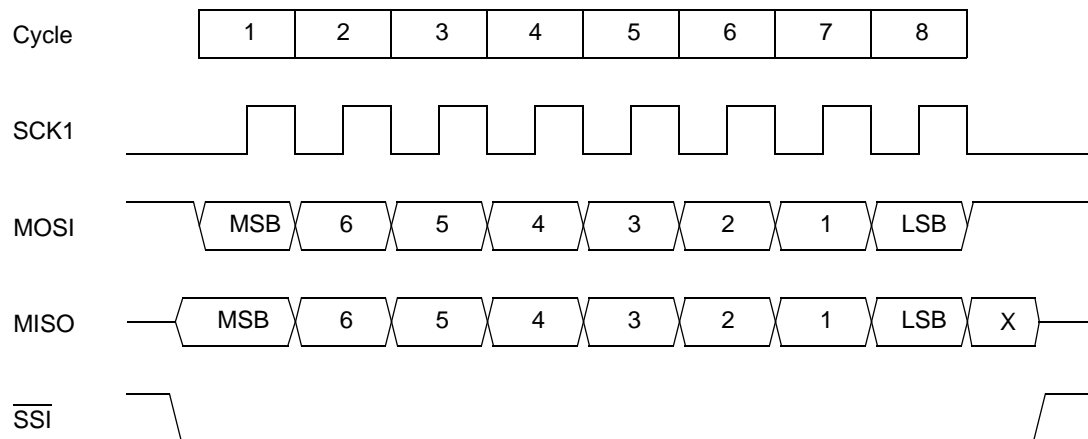 Cycle 1 2 3 4 5 6 7 8
SCK1
MOSI MSB 6 5 4 3 2 1 LSB
MISO MSB 6 5 4 3 2 1 LSB X
SSI